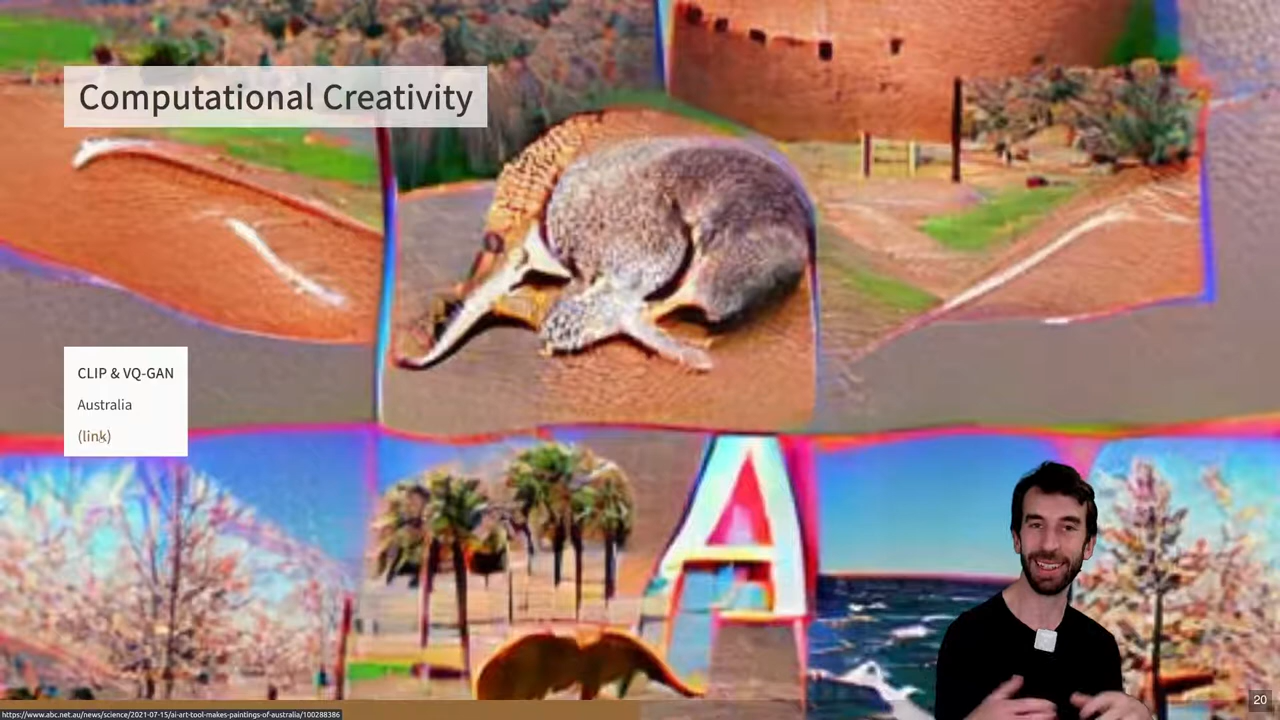 Computational Creativity
CLIP & VQ-GAN
Australia
(link)
A
20
https://www.abc.net.au/news/science/2021-07-15/ai-art-tool-makes-paintings-of-australia/100288386